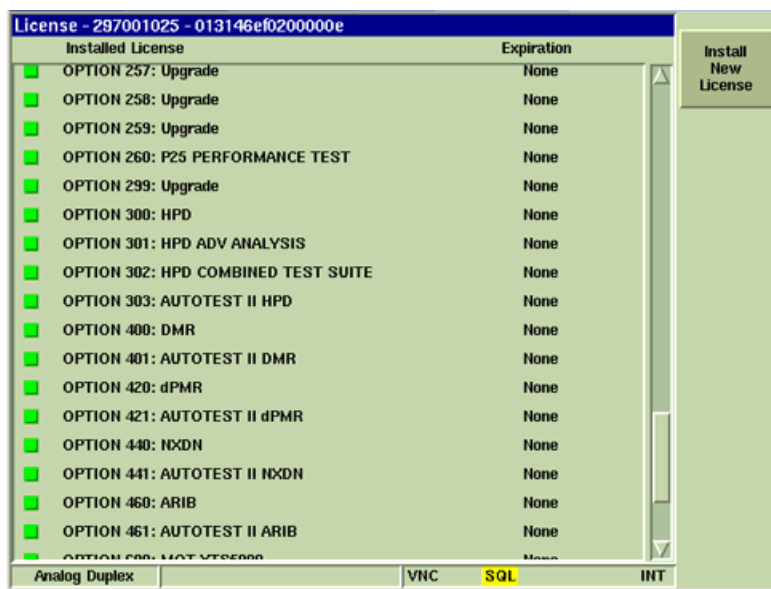 License - 297001025 - 013146ef0200000e
Installed License Expiration
Install
New
License
OPTION 257: Upgrade None
OPTION 258: Upgrade None
OPTION 259: Upgrade None
OPTION 260: P25 PERFORMANCE TEST None
OPTION 299: Upgrade None
OPTION 300: HPD None
OPTION 301: HPD ADV ANALYSIS None
OPTION 302: HPD COMBINED TEST SUITE None
OPTION 303: AUTOTEST II HPD None
OPTION 400: DMR None
OPTION 401: AUTOTEST II DMR None
OPTION 420: dPMR None
OPTION 421: AUTOTEST II dPMR None
OPTION 440: NXDN None
OPTION 441: AUTOTEST II NXDN None
OPTION 460: ARIB None
OPTION 461: AUTOTEST II ARIB None
OPTION None
Analog Duplex VNC SQL INT